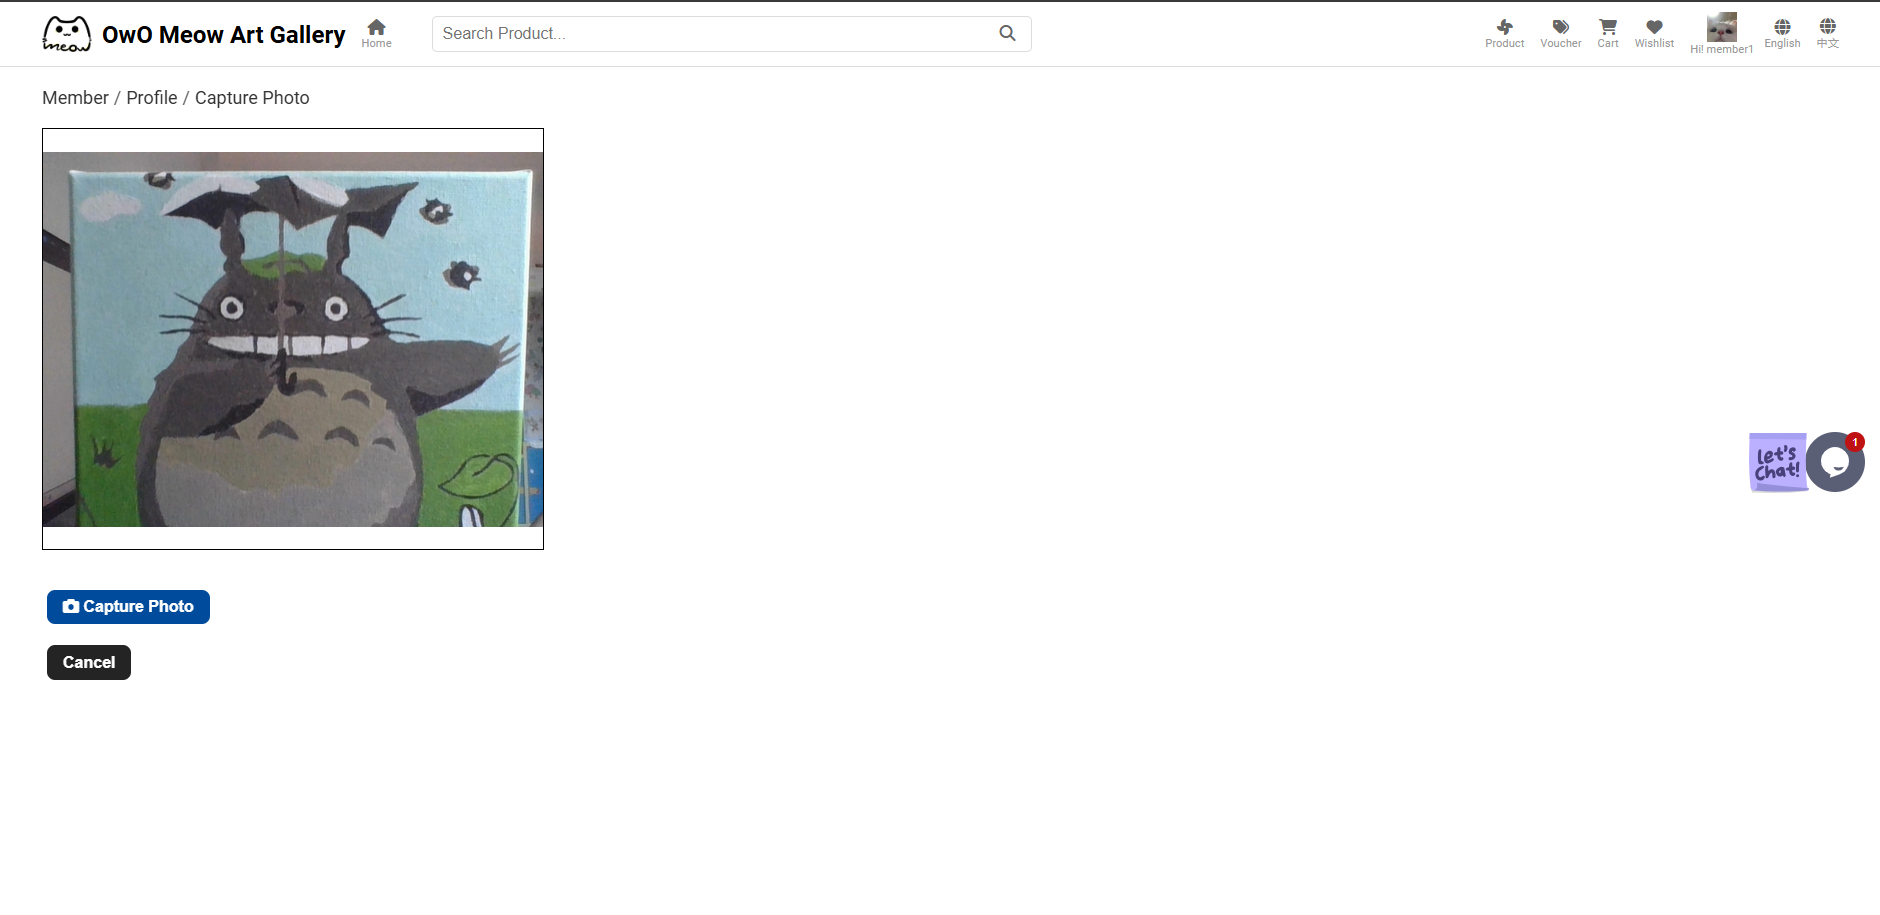 meow
OwO Meow Art Gallery
Home
Search Product...
Product
Voucher
Cart
Wishlist
Hi! member1
English
中文
Member / Profile / Capture Photo
let's
Chat!
1
Capture Photo
Cancel